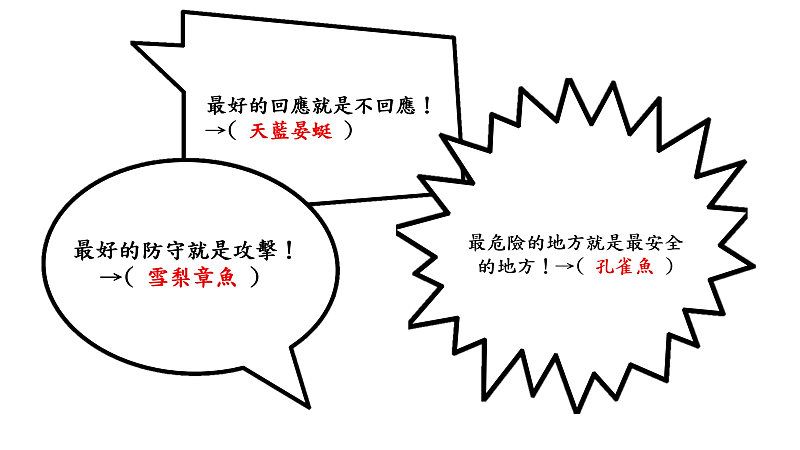 最好的回應就是不回應！
→(  天藍晏蜓  )
最好的防守就是攻擊！
→(  雪梨章魚  )
最危險的地方就是最安全
的地方！→(  孔雀魚  )